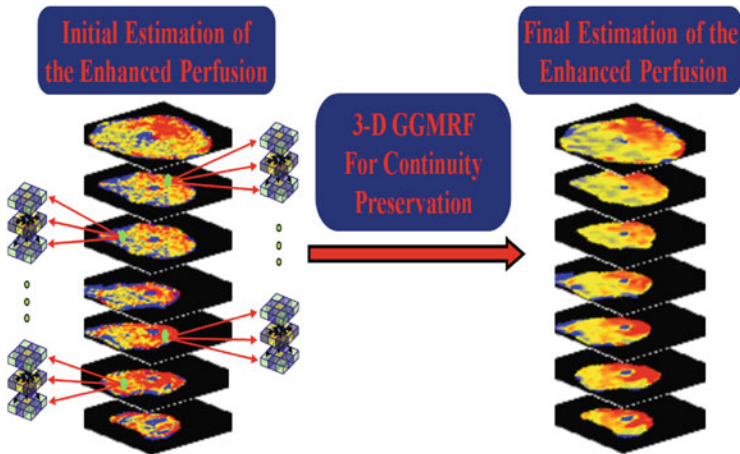 Initial Estimation of
the Enhanced Perfusion
3-D GGMRF
For Continuity
Preservation
Final Estimation of the
Enhanced Perfusion